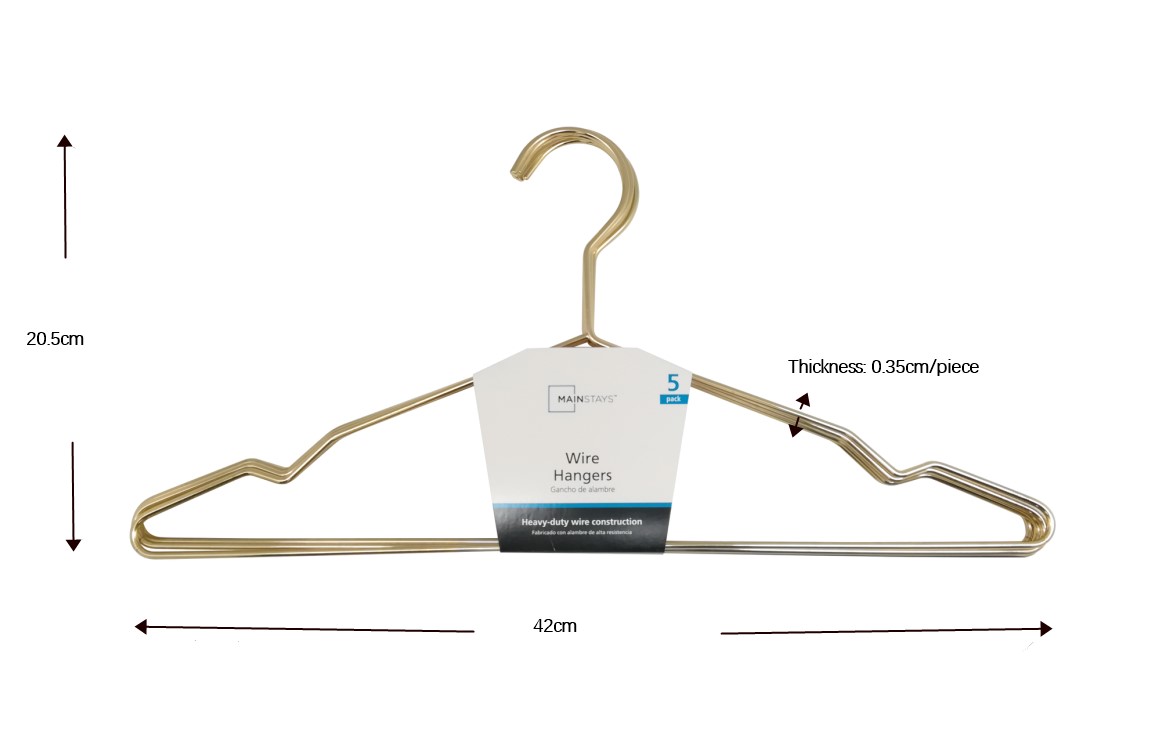 20.5cm
Thickness: 0.35cm/piece
5
pack
MAINSTAYS™
Wire
Hangers
Gancho de alambre
Heavy-duty wire construction
Fabricado con alambre de alta resistencia
42cm